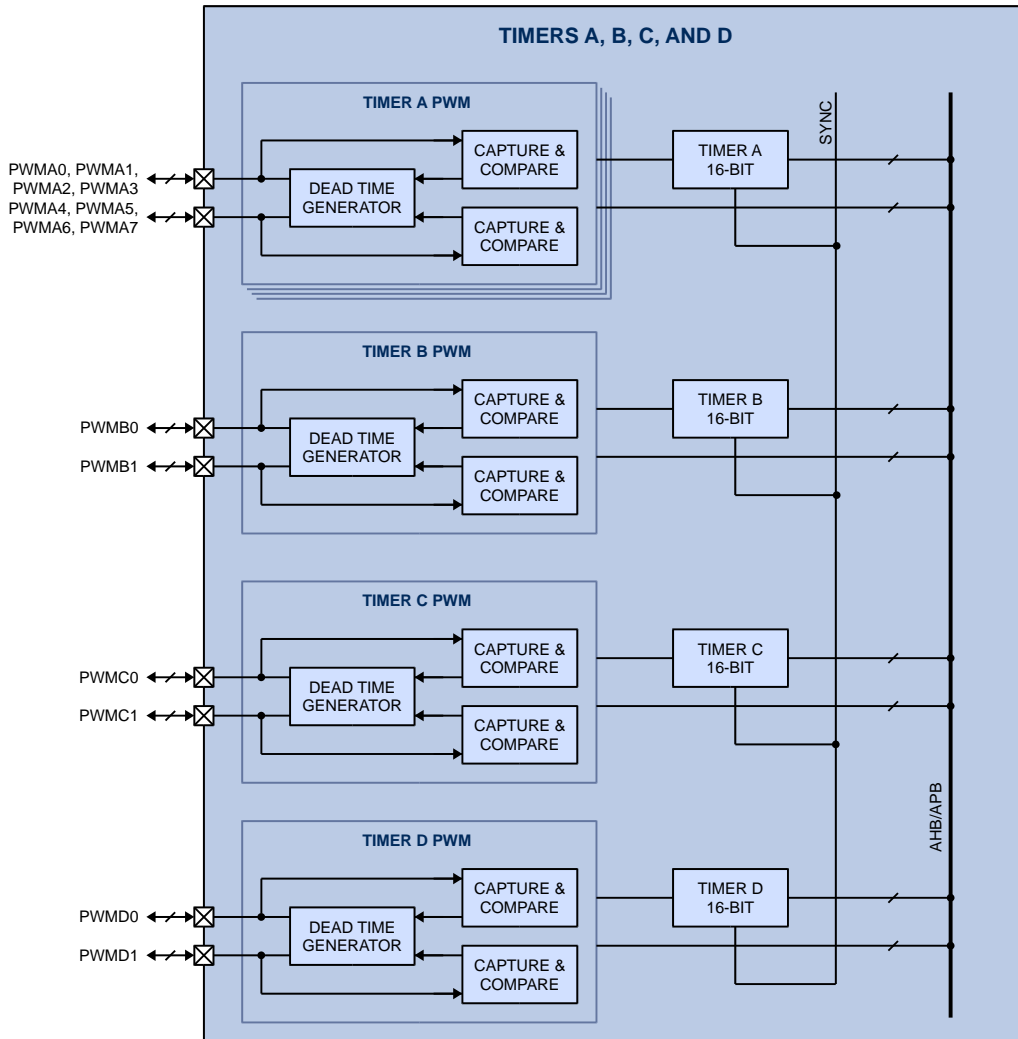 TIMERS A, B, C, AND D
TIMER A PWM
SYNC
PWMA0, PWMA1,
PWMA2, PWMA3
PWMA4, PWMA5,
PWMA6, PWMA7
DEAD TIME
GENERATOR
CAPTURE &
COMPARE
CAPTURE &
COMPARE
TIMER A
16-BIT
TIMER B PWM
PWMB0
PWMB1
DEAD TIME
GENERATOR
CAPTURE &
COMPARE
CAPTURE &
COMPARE
TIMER B
16-BIT
TIMER C PWM
PWMC0
PWMC1
DEAD TIME
GENERATOR
CAPTURE &
COMPARE
CAPTURE &
COMPARE
TIMER C
16-BIT
AHB/APB
TIMER D PWM
PWMD0
PWMD1
DEAD TIME
GENERATOR
CAPTURE &
COMPARE
CAPTURE &
COMPARE
TIMER D
16-BIT